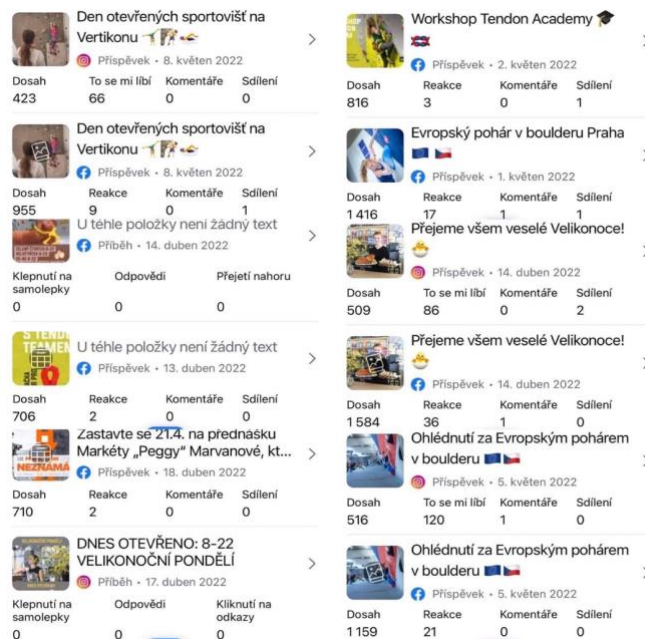 Den otevřených sportovišť na
Vertikonu
Příspěvek • 8. květen 2022
Dosah To se mi líbí Komentáře Sdílení
423 66 0 0
Den otevřených sportovišť na
Vertikonu
Příspěvek • 8. květen 2022
Dosah Reakce Komentáře Sdílení
955 9 0 1
U téhle položky není žádný text
Příběh • 14. duben 2022
Klepnutí na Odpovědi Přejetí nahoru
samolepky
0 0 0
S TENDO
TEAMEM
U téhle položky není žádný text
Příspěvek • 13. duben 2022
Dosah Reakce Komentáře Sdílení
706 2 0 0
NEZNÁMÁ
Zastavte se 21.4. na přednášku
Markéty „Peggy“ Marvanové, kt...
Příspěvek • 18. duben 2022
Dosah Reakce Komentáře Sdílení
710 2 0 0
DNES OTEVŘENO: 8-22
VELIKONOČNÍ PONDĚLÍ
Příběh • 17. duben 2022
Klepnutí na Odpovědi Kliknutí na
samolepky odkazy
0 0 0
Workshop Tendon Academy 🎓
Příspěvek • 2. květen 2022
Dosah Reakce Komentáře Sdílení
816 3 0 1
Evropský pohár v boulderu Praha
🇪🇺 🇨🇿
Příspěvek • 1. květen 2022
Dosah Reakce Komentáře Sdílení
1 416 17 1 1
Přejeme všem veselé Velikonoce!
🐣
Příspěvek • 14. duben 2022
Dosah To se mi líbí Komentáře Sdílení
509 86 0 2
Přejeme všem veselé Velikonoce!
🐣
Příspěvek • 14. duben 2022
Dosah Reakce Komentáře Sdílení
1 584 36 1 0
Ohlédnutí za Evropským pohárem
v boulderu 🇪🇺🇨🇿
Příspěvek • 5. květen 2022
Dosah To se mi líbí Komentáře Sdílení
516 120 1 0
Ohlédnutí za Evropským pohárem
v boulderu 🇪🇺🇨🇿
Příspěvek • 5. květen 2022
Dosah Reakce Komentáře Sdílení
1 159 21 0 0